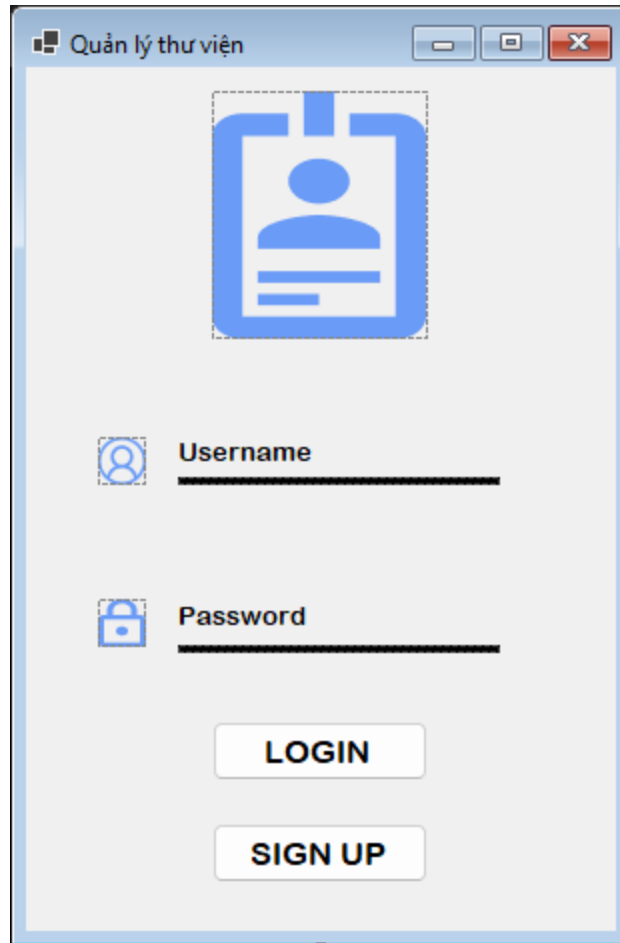 Quản lý thư viện
Username
Password
LOGIN
SIGN UP